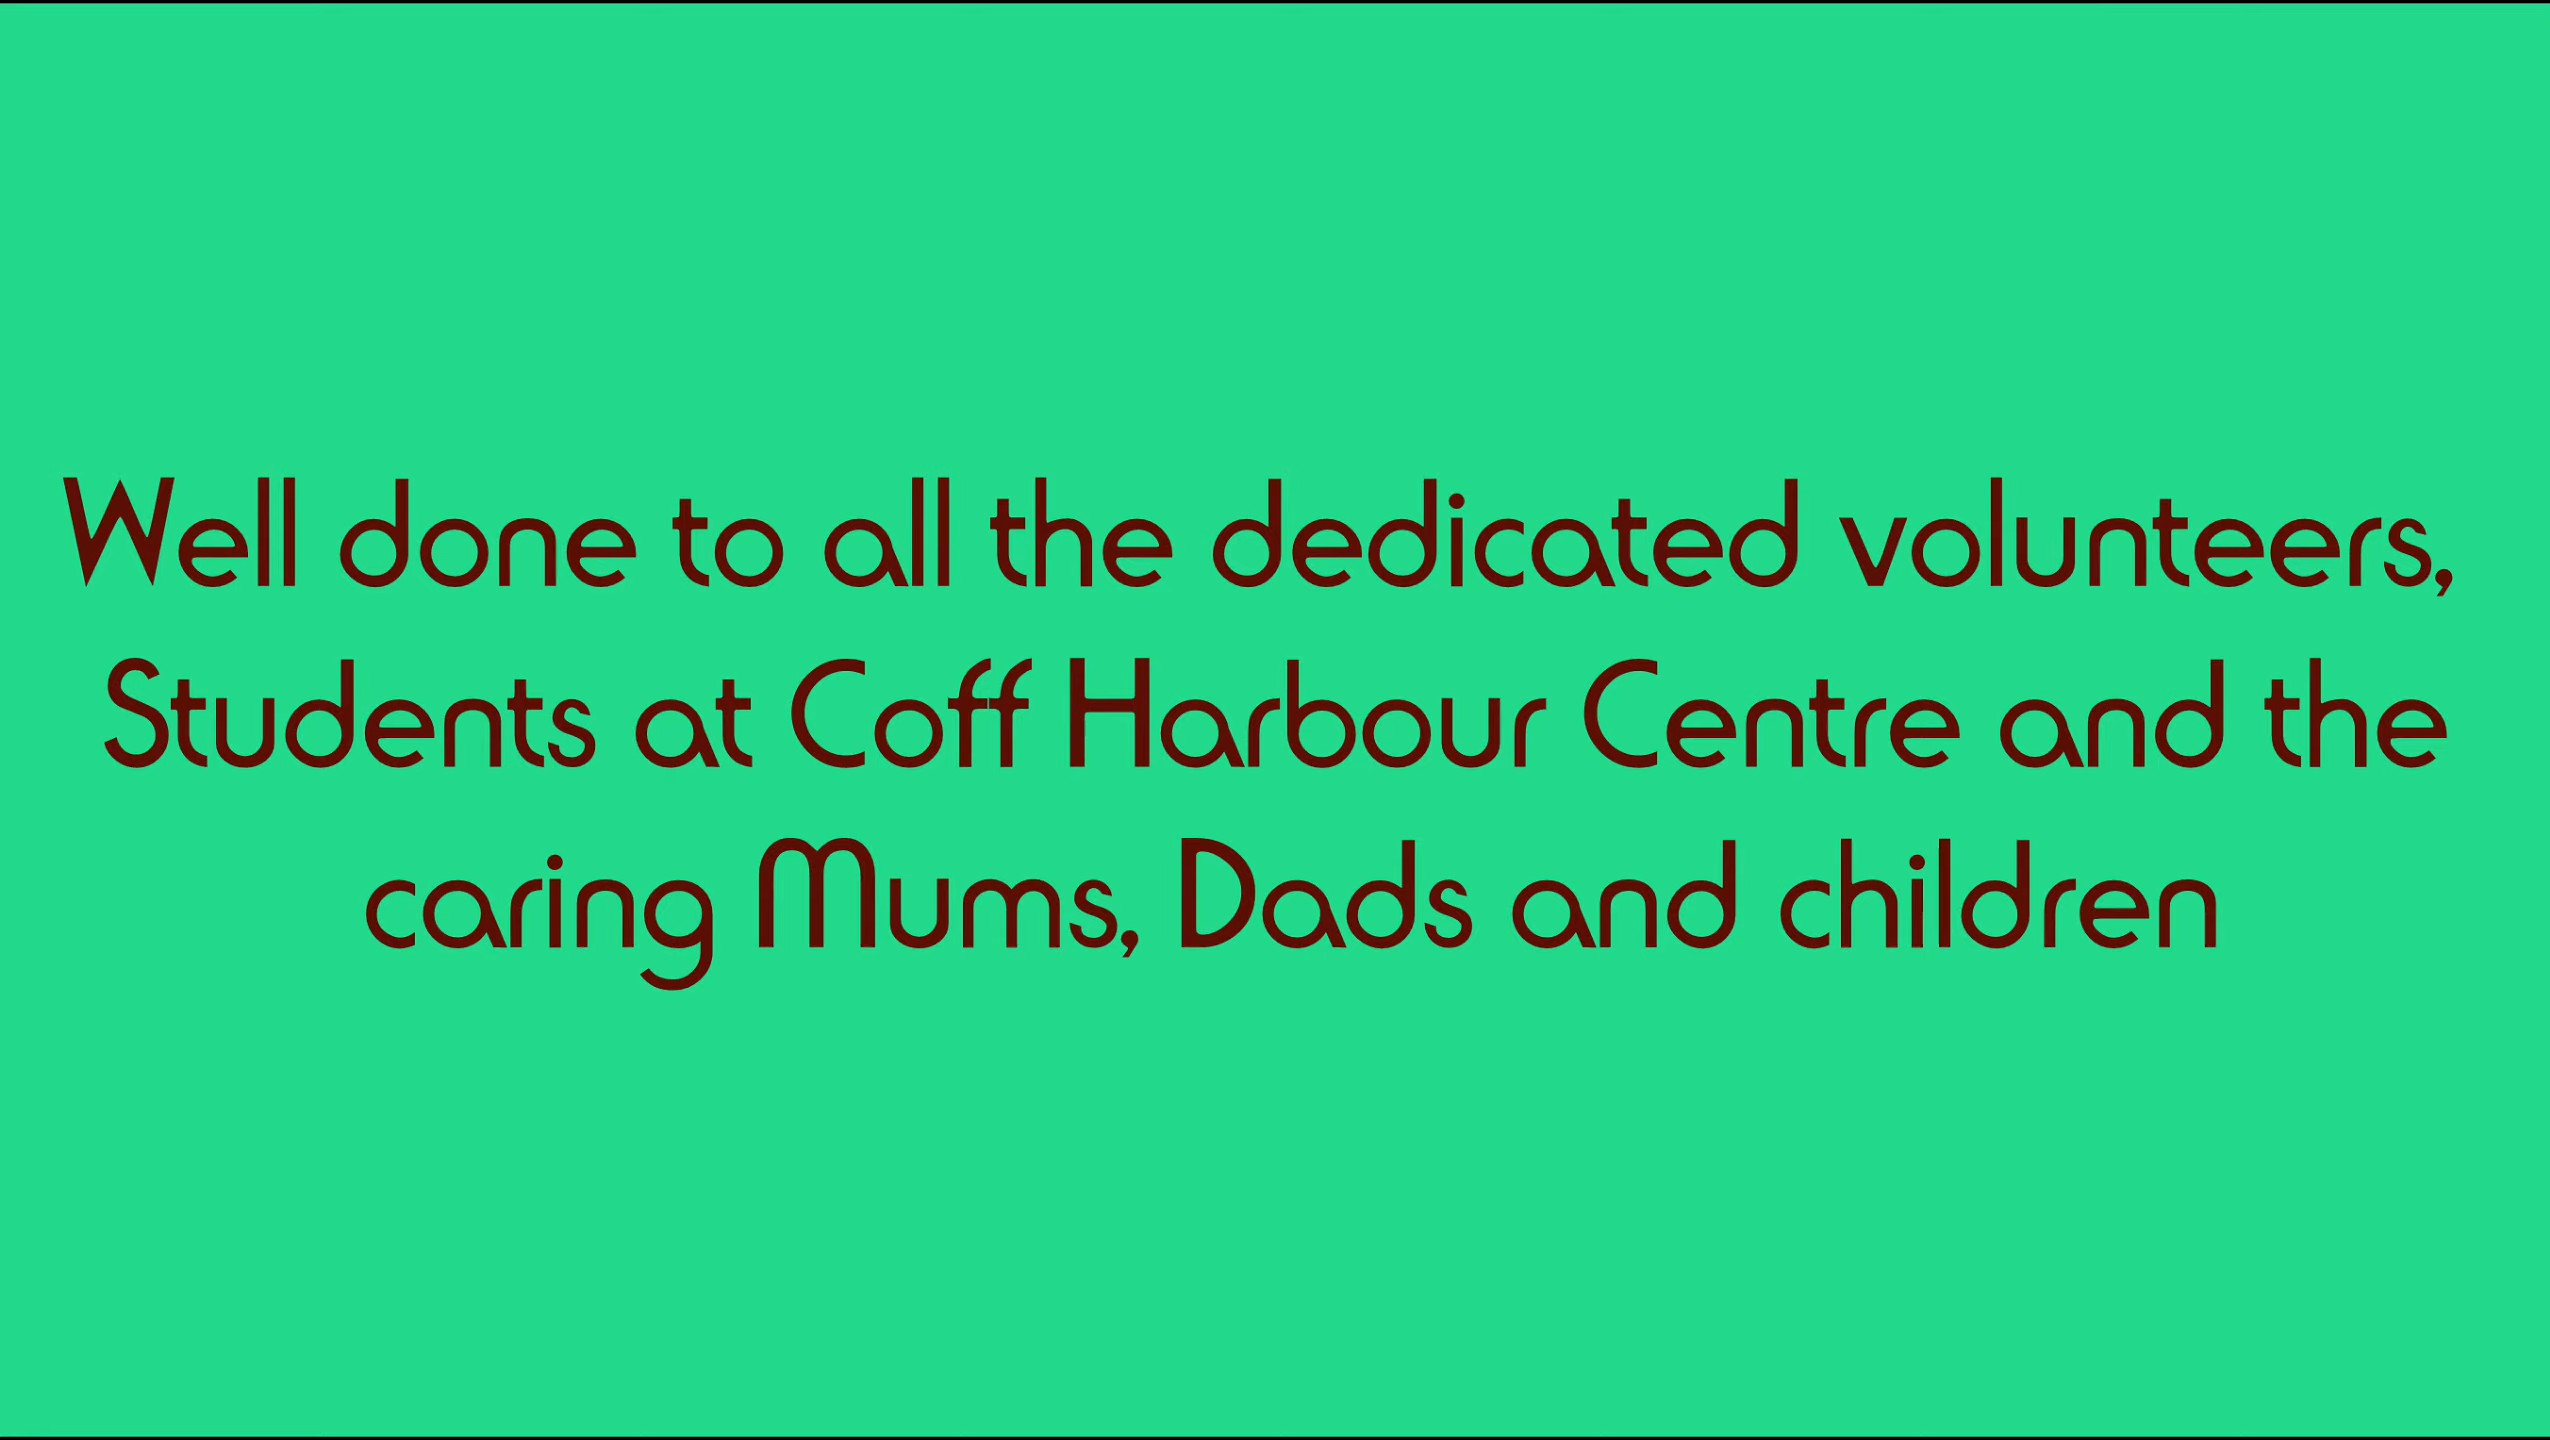 Well done to all the dedicated volunteers,
Students at Coff Harbour Centre and the
caring Mums, Dads and children